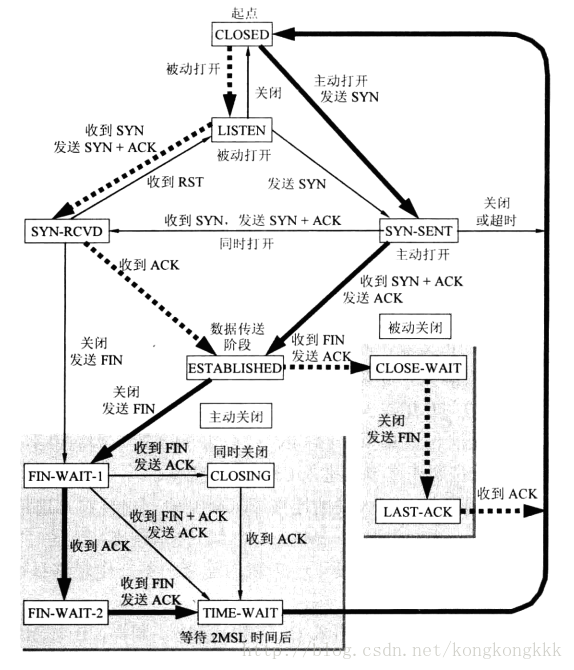 起点
CLOSED
被动打开
关闭
主动打开
发送 SYN
LISTEN
被动打开
收到 SYN
发送 SYN + ACK
收到 RST
发送 SYN
SYN-RCVD
收到 SYN，发送 SYN + ACK
同时打开
SYN-SENT
主动打开
关闭
或超时
收到 ACK
收到 SYN + ACK
发送 ACK
数据传送
阶段
ESTABLISHED
收到 FIN
发送 ACK
被动关闭
CLOSE-WAIT
关闭
发送 FIN
关闭
发送 FIN
主动关闭
关闭
发送 FIN
FIN-WAIT-1
收到 FIN
发送 ACK
同时关闭
CLOSING
LAST-ACK
收到 ACK
收到 ACK
收到 FIN + ACK
发送 ACK
收到 ACK
FIN-WAIT-2
收到 FIN
发送 ACK
TIME-WAIT
等待 2MSL 时间后
http://blog.csdn.net/kongkongkkk